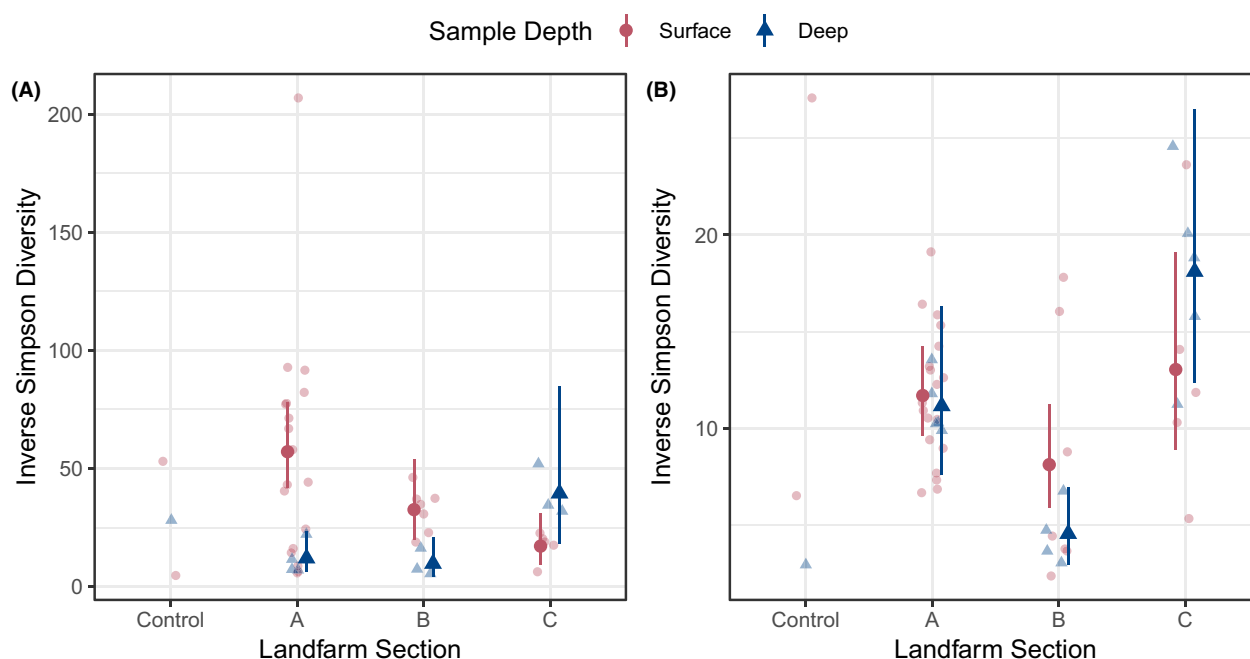 Sample Depth Surface Deep
(A)
Inverse Simpson Diversity
200
150
100
50
0
Control A B C
Landfarm Section
(B)
Inverse Simpson Diversity
20
10
Control A B C
Landfarm Section